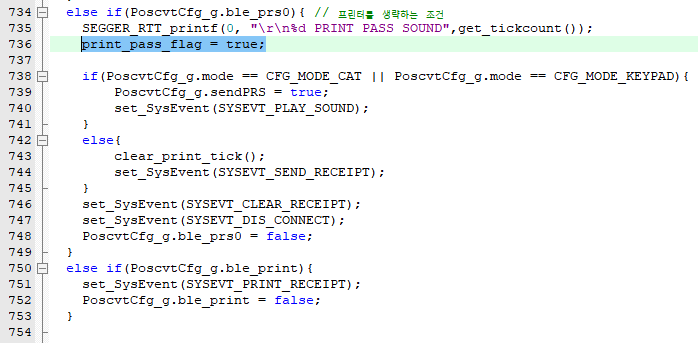 734 else if(PoscvtCfg_g.ble_prs0){ // 프린터를 생략하는 조건
735 SEGGER_RTT_printf(0, "\r\n%d PRINT PASS SOUND",get_tickcount());
736 print_pass_flag = true;
737
738 if(PoscvtCfg_g.mode == CFG_MODE_CAT || PoscvtCfg_g.mode == CFG_MODE_KEYPAD){
739 PoscvtCfg_g.sendPRS = true;
740 set_SysEvent(SYSEVT_PLAY_SOUND);
741 }
742 else{
743 clear_print_tick();
744 set_SysEvent(SYSEVT_SEND_RECEIPT);
745 }
746 set_SysEvent(SYSEVT_CLEAR_RECEIPT);
747 set_SysEvent(SYSEVT_DIS_CONNECT);
748 PoscvtCfg_g.ble_prs0 = false;
749 }
750 else if(PoscvtCfg_g.ble_print){
751 set_SysEvent(SYSEVT_PRINT_RECEIPT);
752 PoscvtCfg_g.ble_print = false;
753 }
754